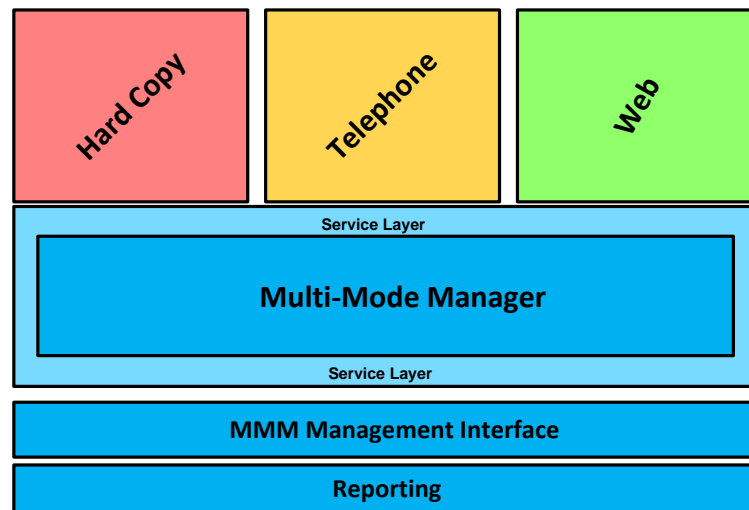 Hard Copy
Telephone
Web
Service Layer
Multi-Mode Manager
Service Layer
MMM Management Interface
Reporting